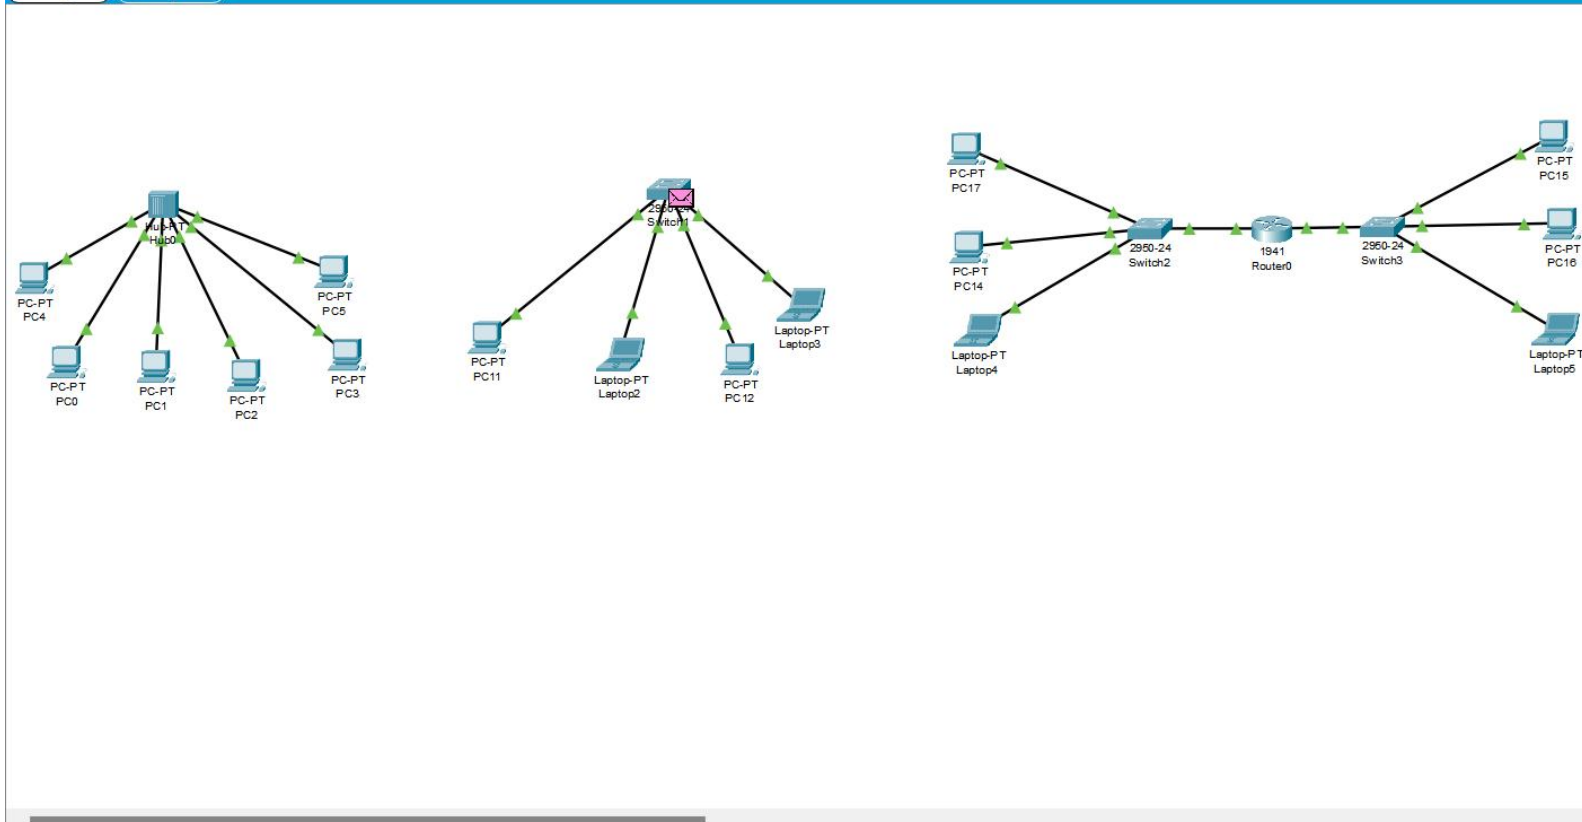 Hub-PT
Hub0
PC-PT
PC4
PC-PT
PC0
PC-PT
PC1
PC-PT
PC2
PC-PT
PC3
PC-PT
PC5
Switch1
PC-PT
PC11
Laptop-PT
Laptop2
PC-PT
PC12
Laptop-PT
Laptop3
PC-PT
PC17
PC-PT
PC14
Laptop-PT
Laptop4
2950-24
Switch2
1941
Router0
2950-24
Switch3
PC-PT
PC15
PC-PT
PC16
Laptop-PT
Laptop5